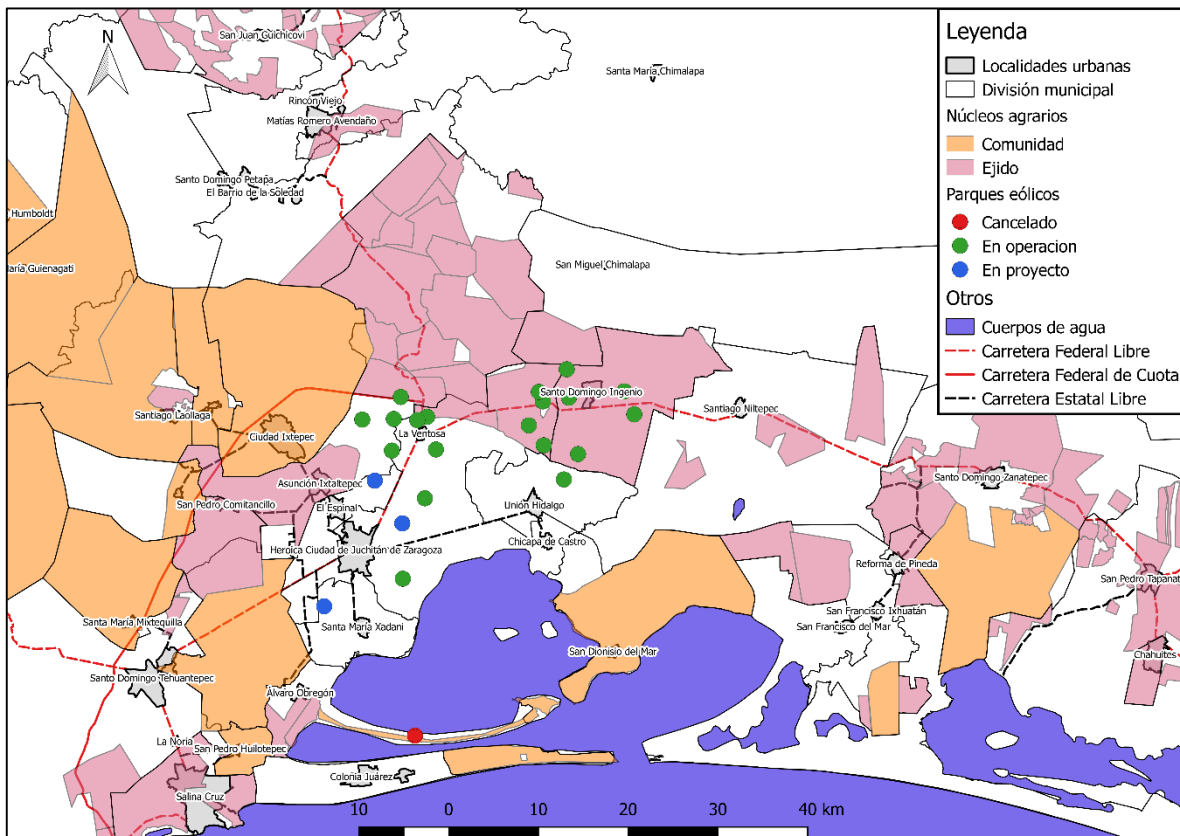 San Juan Guichicovi
N
Santa María Chimalapa
Rincón Viejo
Matías Romero Avendaño
Santo Domingo Petapa
El Barrio de la Soledad
Humboldt
San Miguel Chimalapa
aría Guienagati
Santo Domingo Ingenio
Santiago Niltepec
Santiago Laollaga
Ciudad Ixtepec
La Ventosa
Asunción Ixtaltepec
Santo Domingo Zanatepec
San Pedro Comitancillo
El Espinal
Unión Hidalgo
Heroica Ciudad de Juchitán de Zaragoza
Chicapa de Castro
Reforma de Pineda
San Pedro Tapanat
Santa María Mixtequilla
Santa María Xadani
San Francisco Ixhuatán
San Francisco del Mar
San Dionisio del Mar
Chahuites
Santo Domingo Tehuantepec
Álvaro Obregón
La Noria
San Pedro Huilotepec
Colonia Juárez
Salina Cruz
10 0 10 20 30 40 km
Leyenda
Localidades urbanas
División municipal
Núcleos agrarios
Comunidad
Ejido
Parques eólicos
Cancelado
En operacion
En proyecto
Otros
Cuerpos de agua
Carretera Federal Libre
Carretera Federal de Cuota
Carretera Estatal Libre